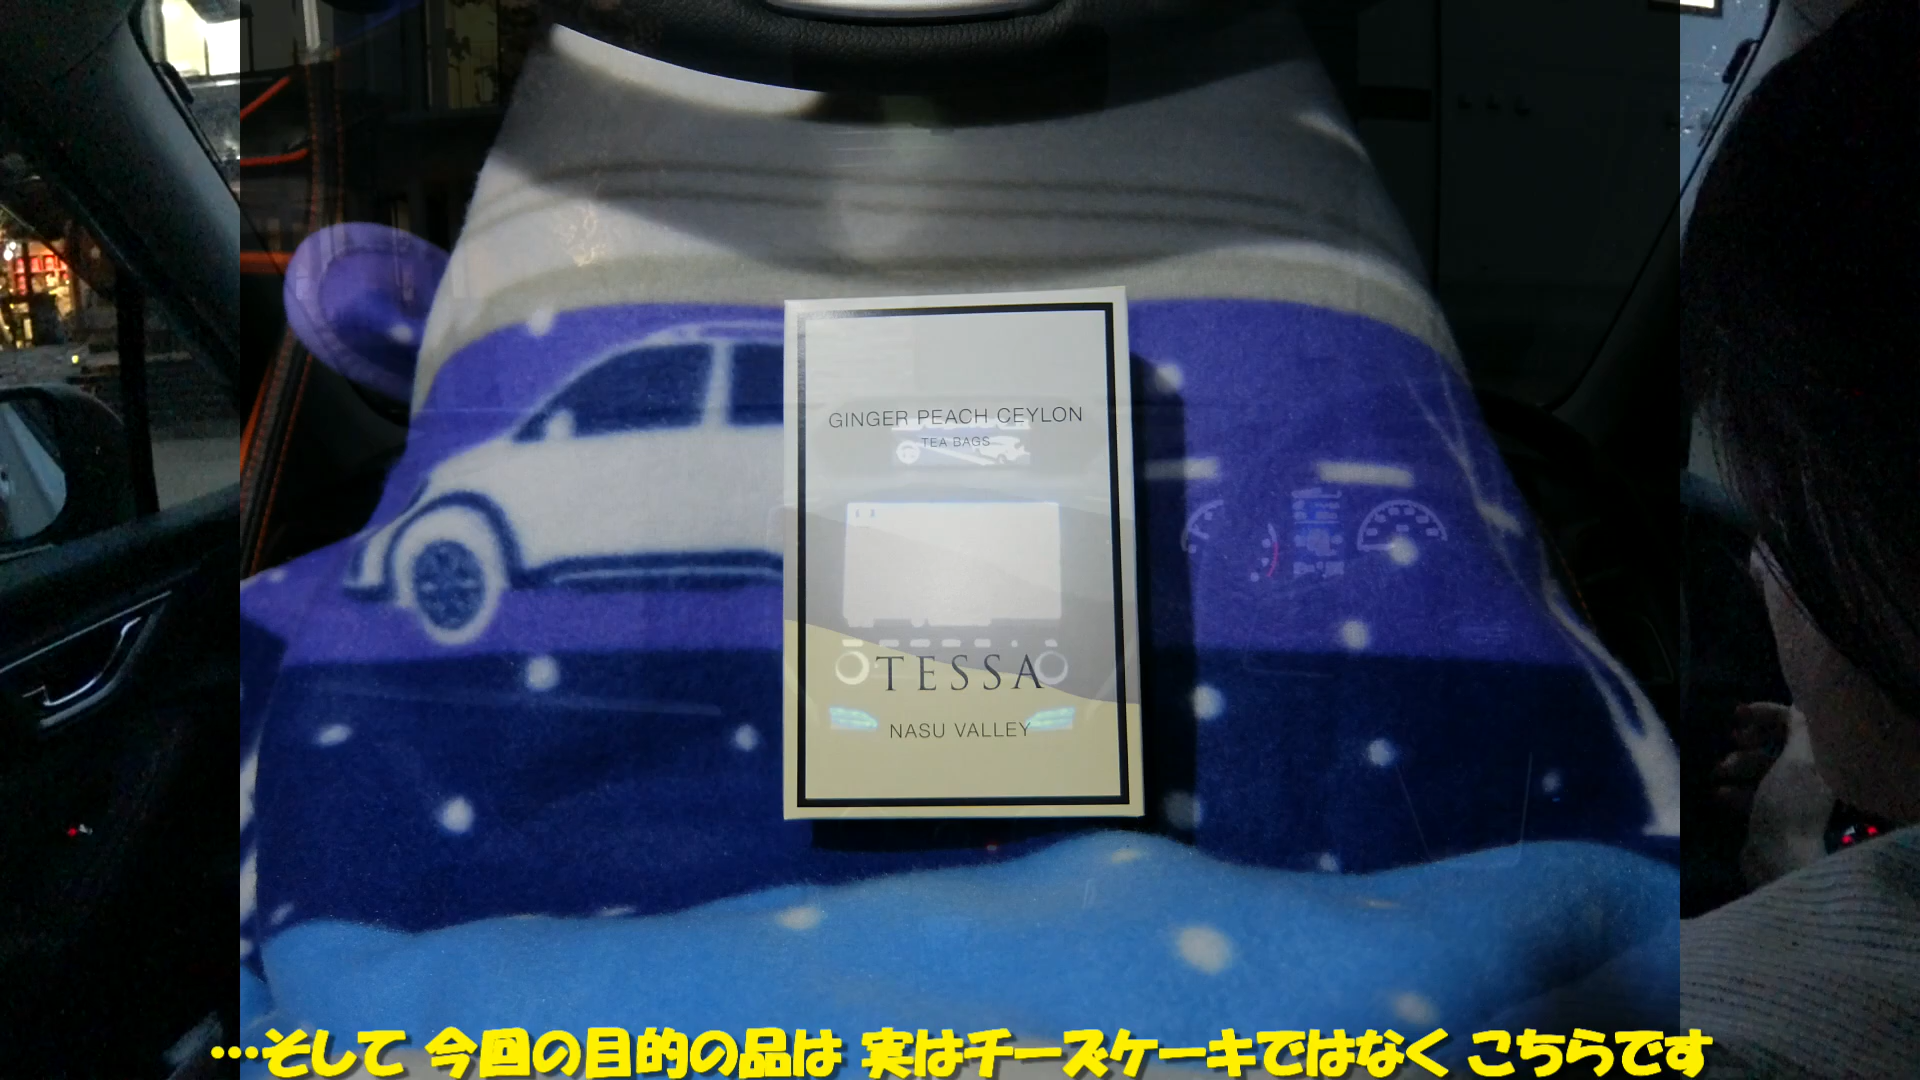 GINGER PEACH CEYLON
TEA BAGS
TESSA
NASU VALLEY
…そして 今回の目的の品は 実はチーズケーキではなく こちらです